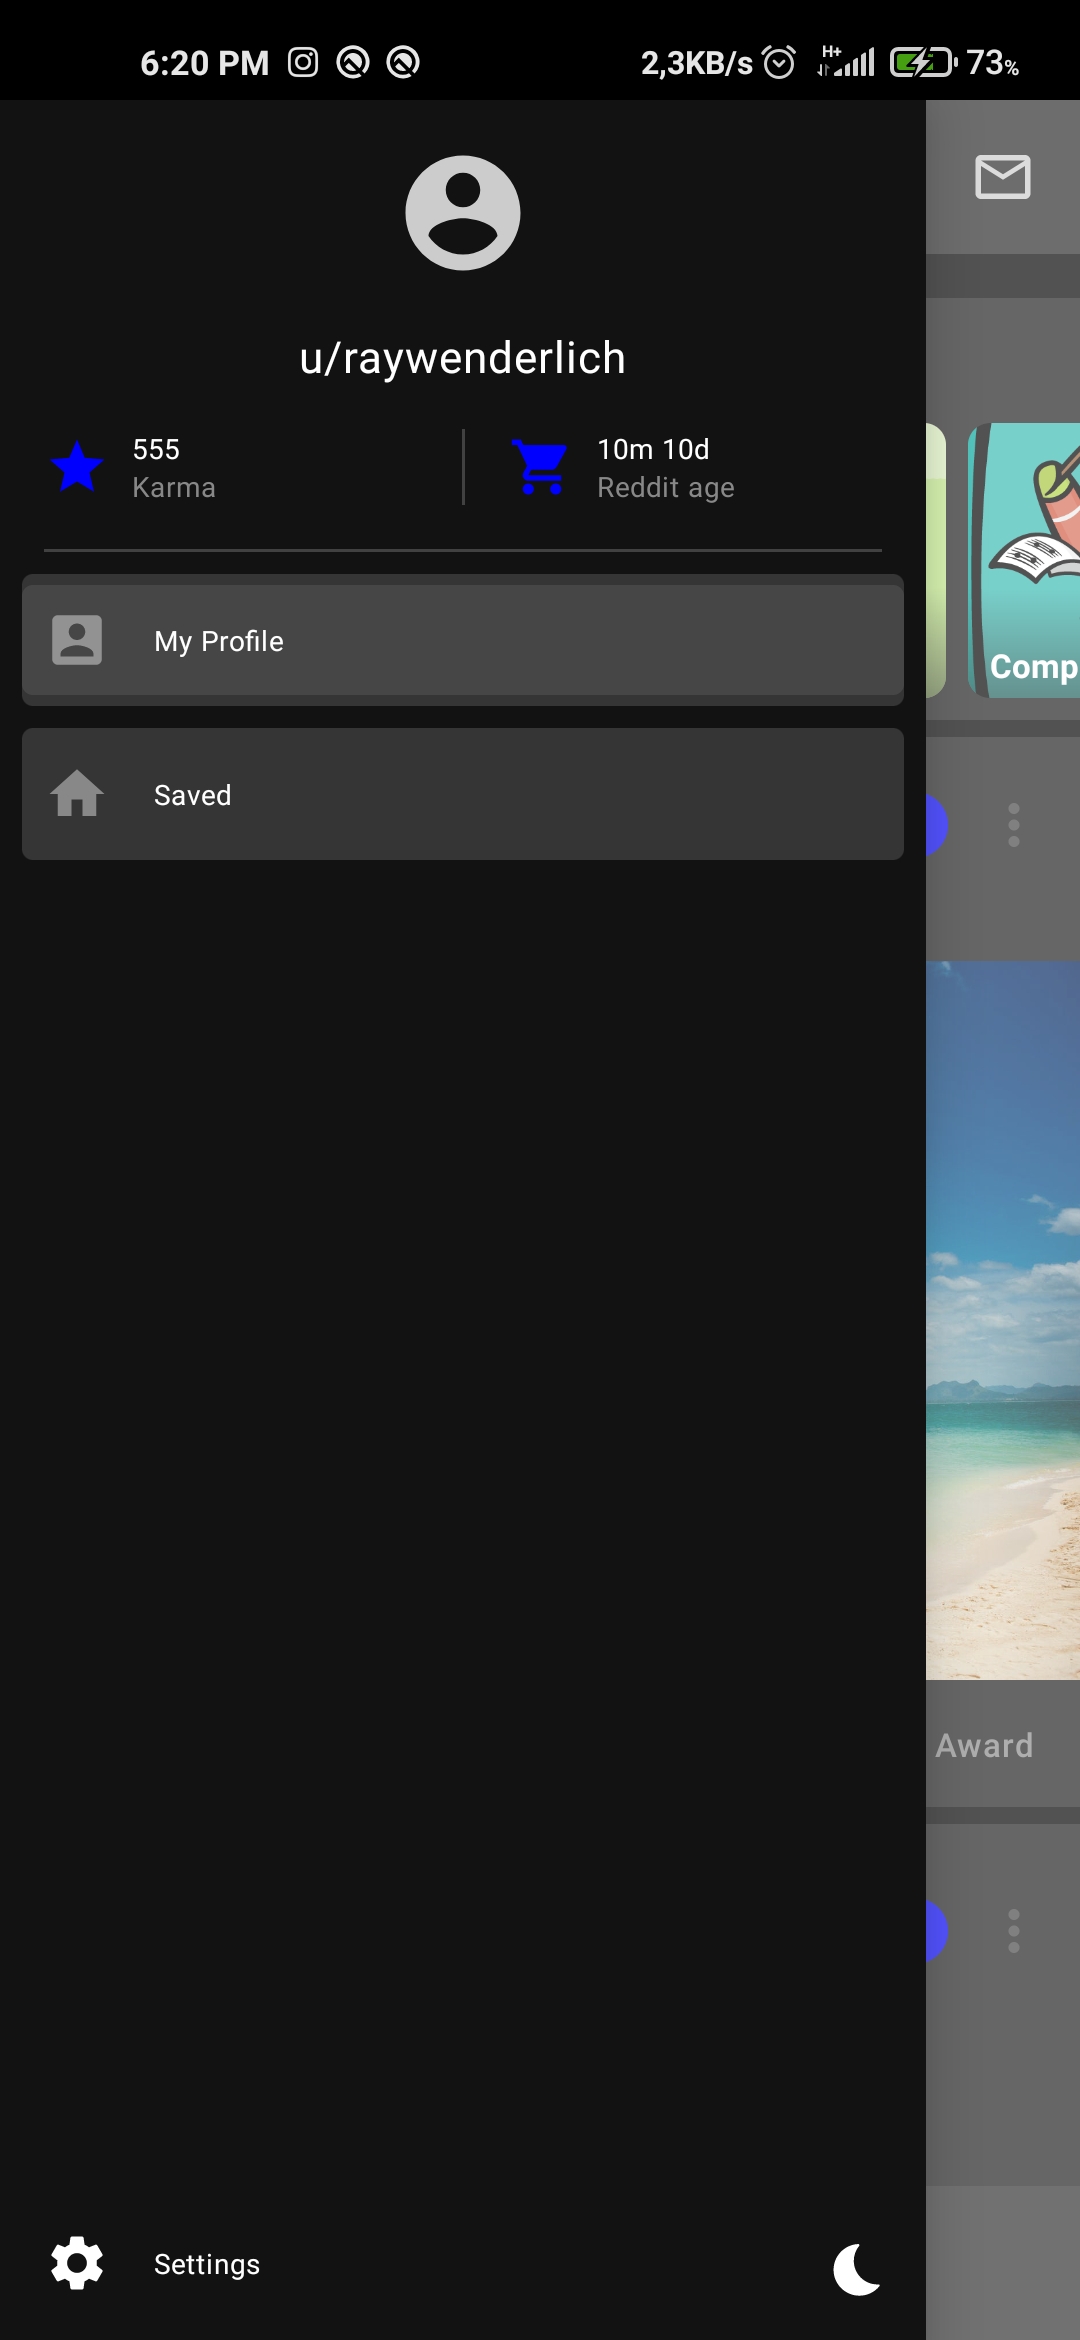 6:20 PM 2,3KB/s H+ 73%
u/raywenderlich
555
Karma
10m 10d
Reddit age
My Profile
Saved
Comp
Award
Settings